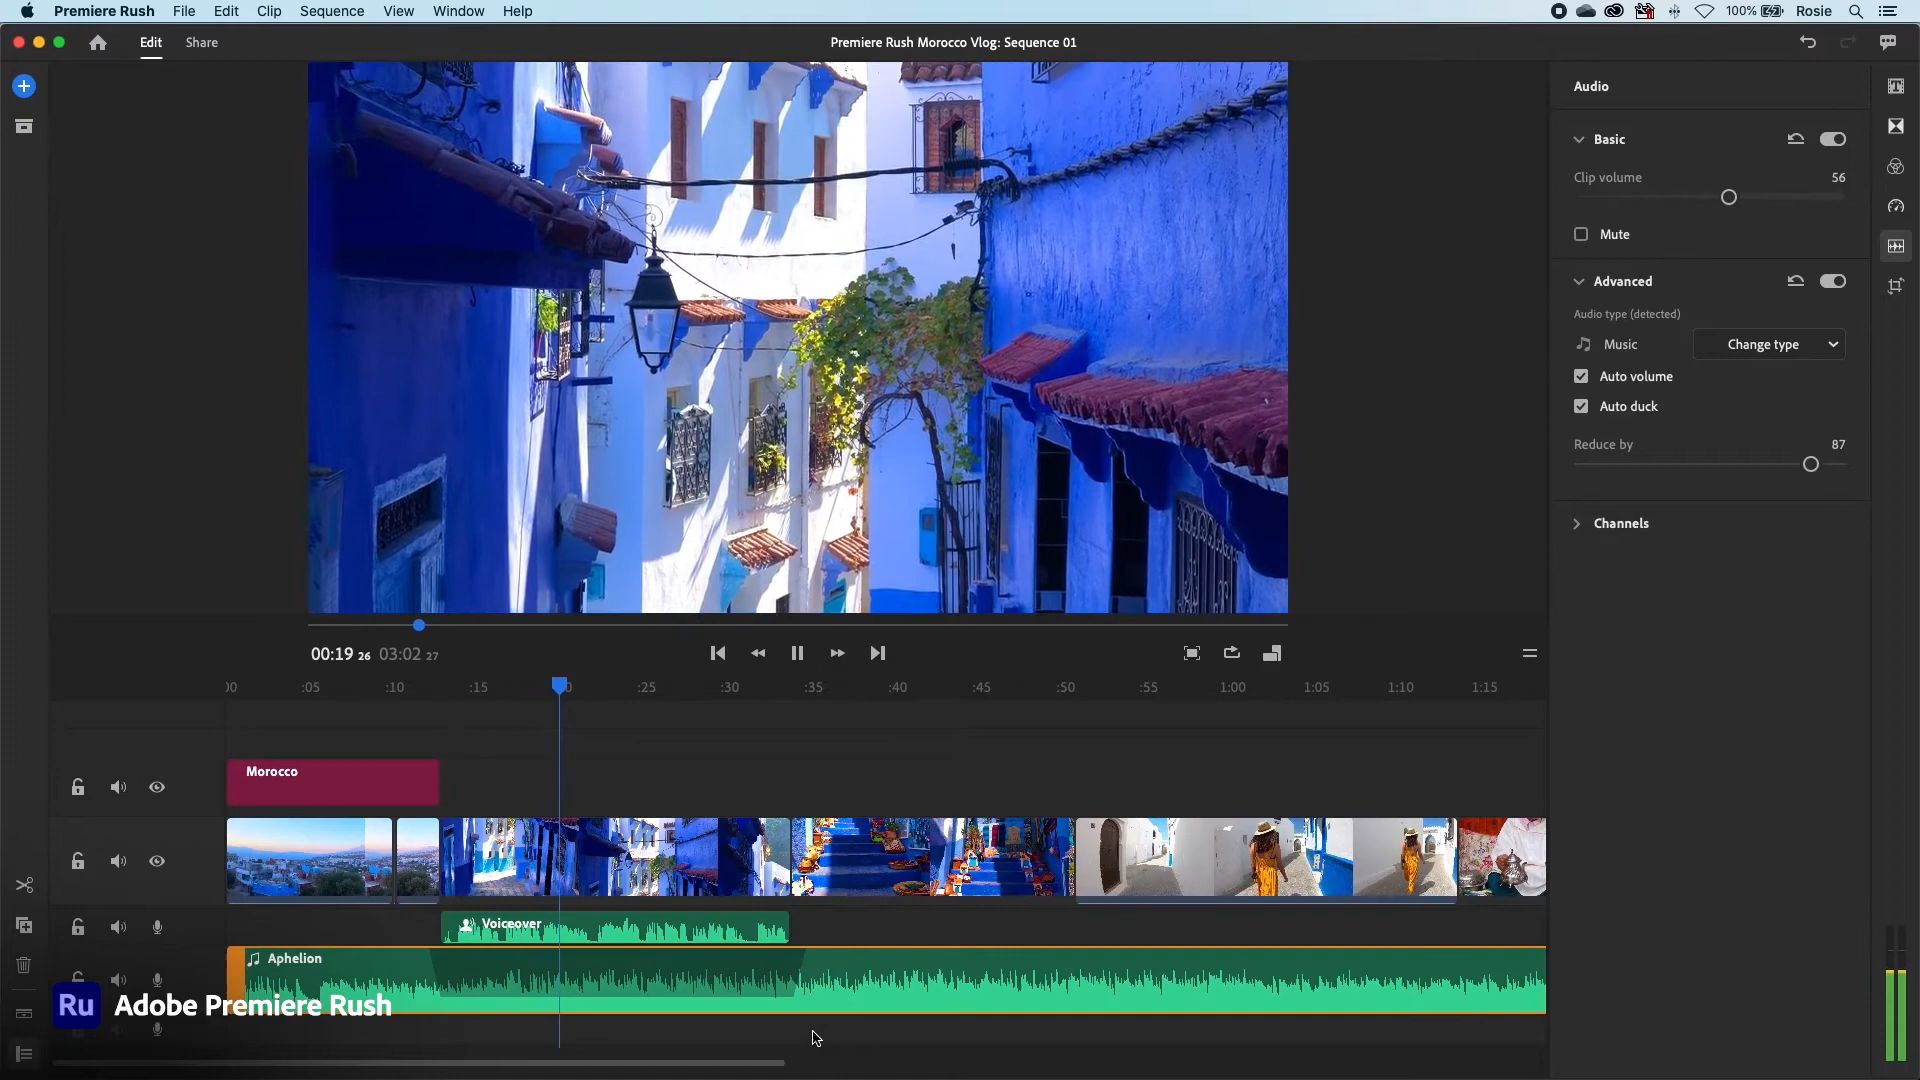 Premiere Rush File Edit Clip Sequence View Window Help 100% Rosie
Edit Share Premiere Rush Morocco Vlog: Sequence 01
Audio
Basic
Clip volume 56
Mute
Advanced
Audio type (detected)
Music Change type
Auto volume
Auto duck
Reduce by 87
Channels
00:19 26 03:02 27
:05 :10 :15 :25 :30 :35 :40 :45 :50 :55 1:00 1:05 1:10 1:15
Morocco
Voiceover
Aphelion
Ru Adobe Premiere Rush